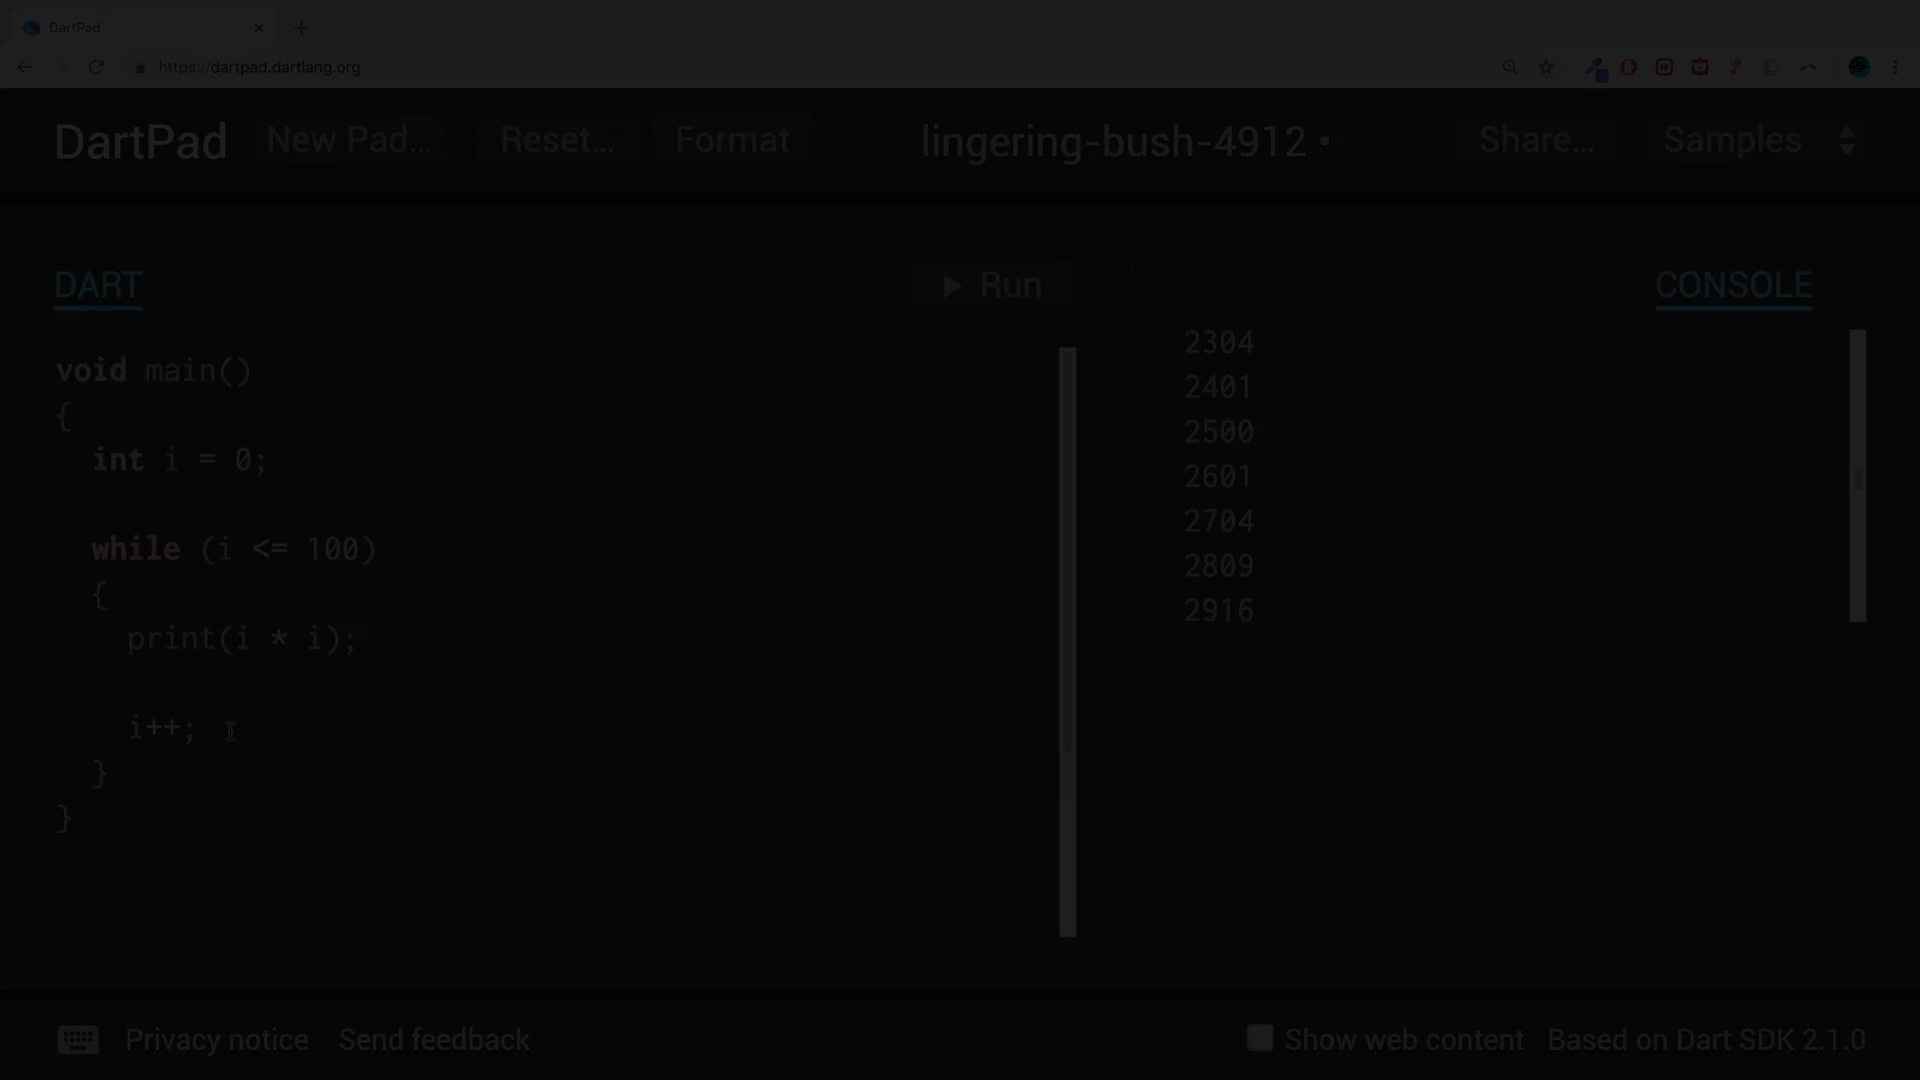 DartPad
https://dartpad.dartlang.org
DartPad New Pad... Reset... Format lingering-bush-4912 • Share... Samples
DART Run CONSOLE
void main()
{
int i = 0;
while (i <= 100)
{
print(i * i);
i++;
}
}
2304
2401
2500
2601
2704
2809
2916
Privacy notice Send feedback Show web content Based on Dart SDK 2.1.0